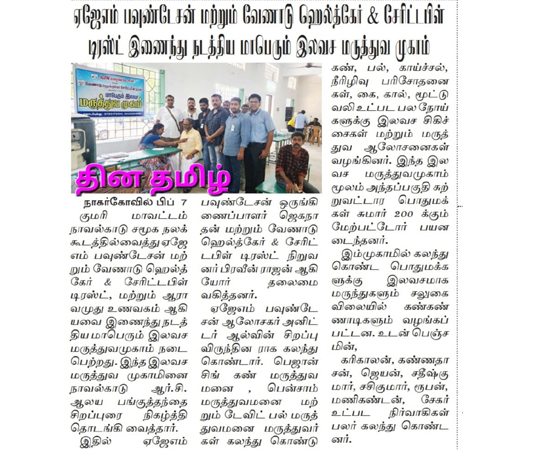 ஏஜேஎம் பவுண்டேசன் மற்றும் வேணாடு ஹெல்த்கேர் & சேரிட்டபிள்
டிரஸ்ட் இணைந்து நடத்திய மாபெரும் இலவச மருத்துவ முகாம்
மருத்துவ முகாம்
தின தமிழ்
நாகர்கோவில் பிப் 7
குமரி மாவட்டம்
நாவல்காடு சமூக நலக்
கூடத்தில்வைத்து ஏஜே
எம் பவுண்டேசன் மற்
றும் வேணாடு ஹெல்த்
கேர் & சேரிட்டபிள்
டிரஸ்ட், மற்றும் ஆரா
வமுது உணவகம் ஆகி
யவை இணைந்து நடத்
திய மாபெரும் இலவச
மருத்துவமுகாம் நடை
பெற்றது. இந்த இலவச
மருத்துவ முகாமினை
நாவல்காடு ஆர்.சி.
ஆலய பங்குத்தந்தை
சிறப்புரை நிகழ்த்தி
தொடங்கி வைத்தார்.
இதில் ஏஜேஎம்
பவுண்டேசன் ஒருங்கி
ணைப்பாளர் ஜெகநா
தன் மற்றும் வேணாடு
ஹெல்த்கேர் & சேரிட்
டபிள் டிரஸ்ட் நிறுவ
னர் பிரவீன் ராஜன் ஆகி
யோர் தலைமை
வகித்தனர்.
ஏஜேஎம் பவுண்டே
சன் ஆலோசகர் அனிட்
டர் ஆல்வின் சிறப்பு
விருந்தின ராக கலந்து
கொண்டார். பெஜான்
சிங் கண் மருத்துவ
மனை , பென்சாம்
மருத்துவமனை மற்
றும் டேவிட் பல் மருத்
துவமனை மருத்துவர்
கள் கலந்து கொண்டு
கண், பல், காய்ச்சல்,
நீரிழிவு பரிசோதனை
கள், கை, கால், மூட்டு
வலி உட்பட பலநோய்
களுக்கு இலவச சிகிச்
சைகள் மற்றும் மருத்
துவ ஆலோசனைகள்
வழங்கினர். இந்த இல
வச மருத்துவமுகாம்
மூலம் அந்தப்பகுதி சுற்
றுவட்டார பொதுமக்
கள் சுமார் 200 க்கும்
மேற்பட்டோர் பயன
டைந்தனர்.
இம்முகாமில் கலந்து
கொண்ட பொதுமக்க
ளுக்கு இலவசமாக
மருந்துகளும் சலுகை
விலையில் கண்கண்
ணாடிகளும் வழங்கப்
பட்டன. உடன் பெஞ்ச
மின்,
கரிகாலன், கண்ணதா
சன், ஜெயன், சதீஷ்கு
மார், சசிகுமார், ரூபன்,
மணிகண்டன், சேகர்
உட்பட நிர்வாகிகள்
பலர் கலந்து கொண்ட
னர்.